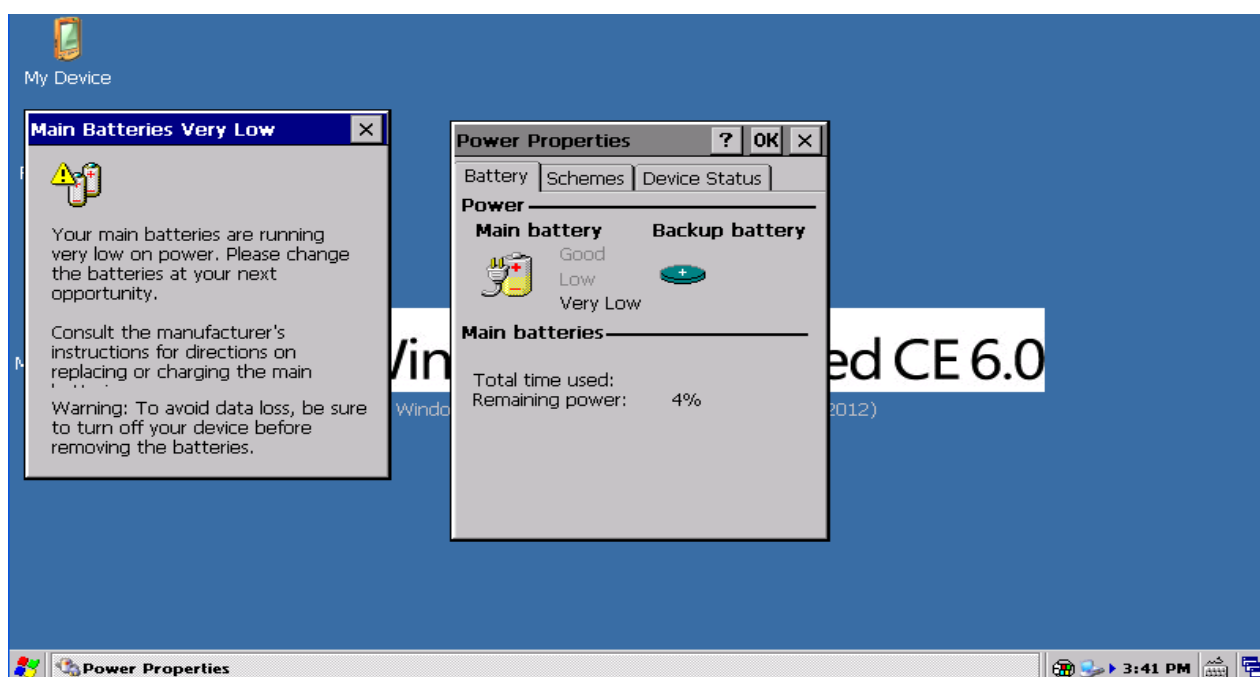 My Device
Main Batteries Very Low
Your main batteries are running
very low on power. Please change
the batteries at your next
opportunity.
Consult the manufacturer's
instructions for directions on
replacing or charging the main
Warning: To avoid data loss, be sure
to turn off your device before
removing the batteries.
Power Properties ? OK
Battery Schemes Device Status
Power
Main battery Backup battery
Good
Low
Very Low
Main batteries
Total time used:
Remaining power: 4%
ed CE 6.0
Windo
2012)
Power Properties
3:41 PM